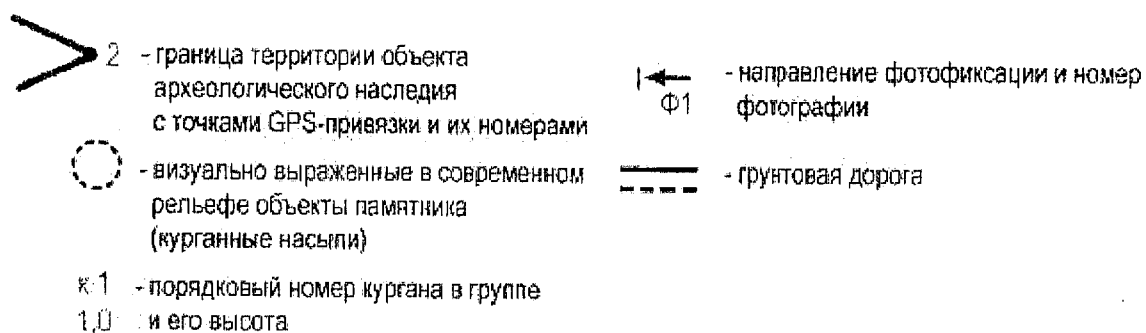 2 - граница территории объекта
археологического наследия
с точками GPS-привязки и их номерами
- визуально выраженные в современном
рельефе объекты памятника
(курганные насыпи)
к.1 - порядковый номер кургана в группе
1,0 и его высота
Ф1 - направление фотофиксации и номер
фотографии
- грунтовая дорога